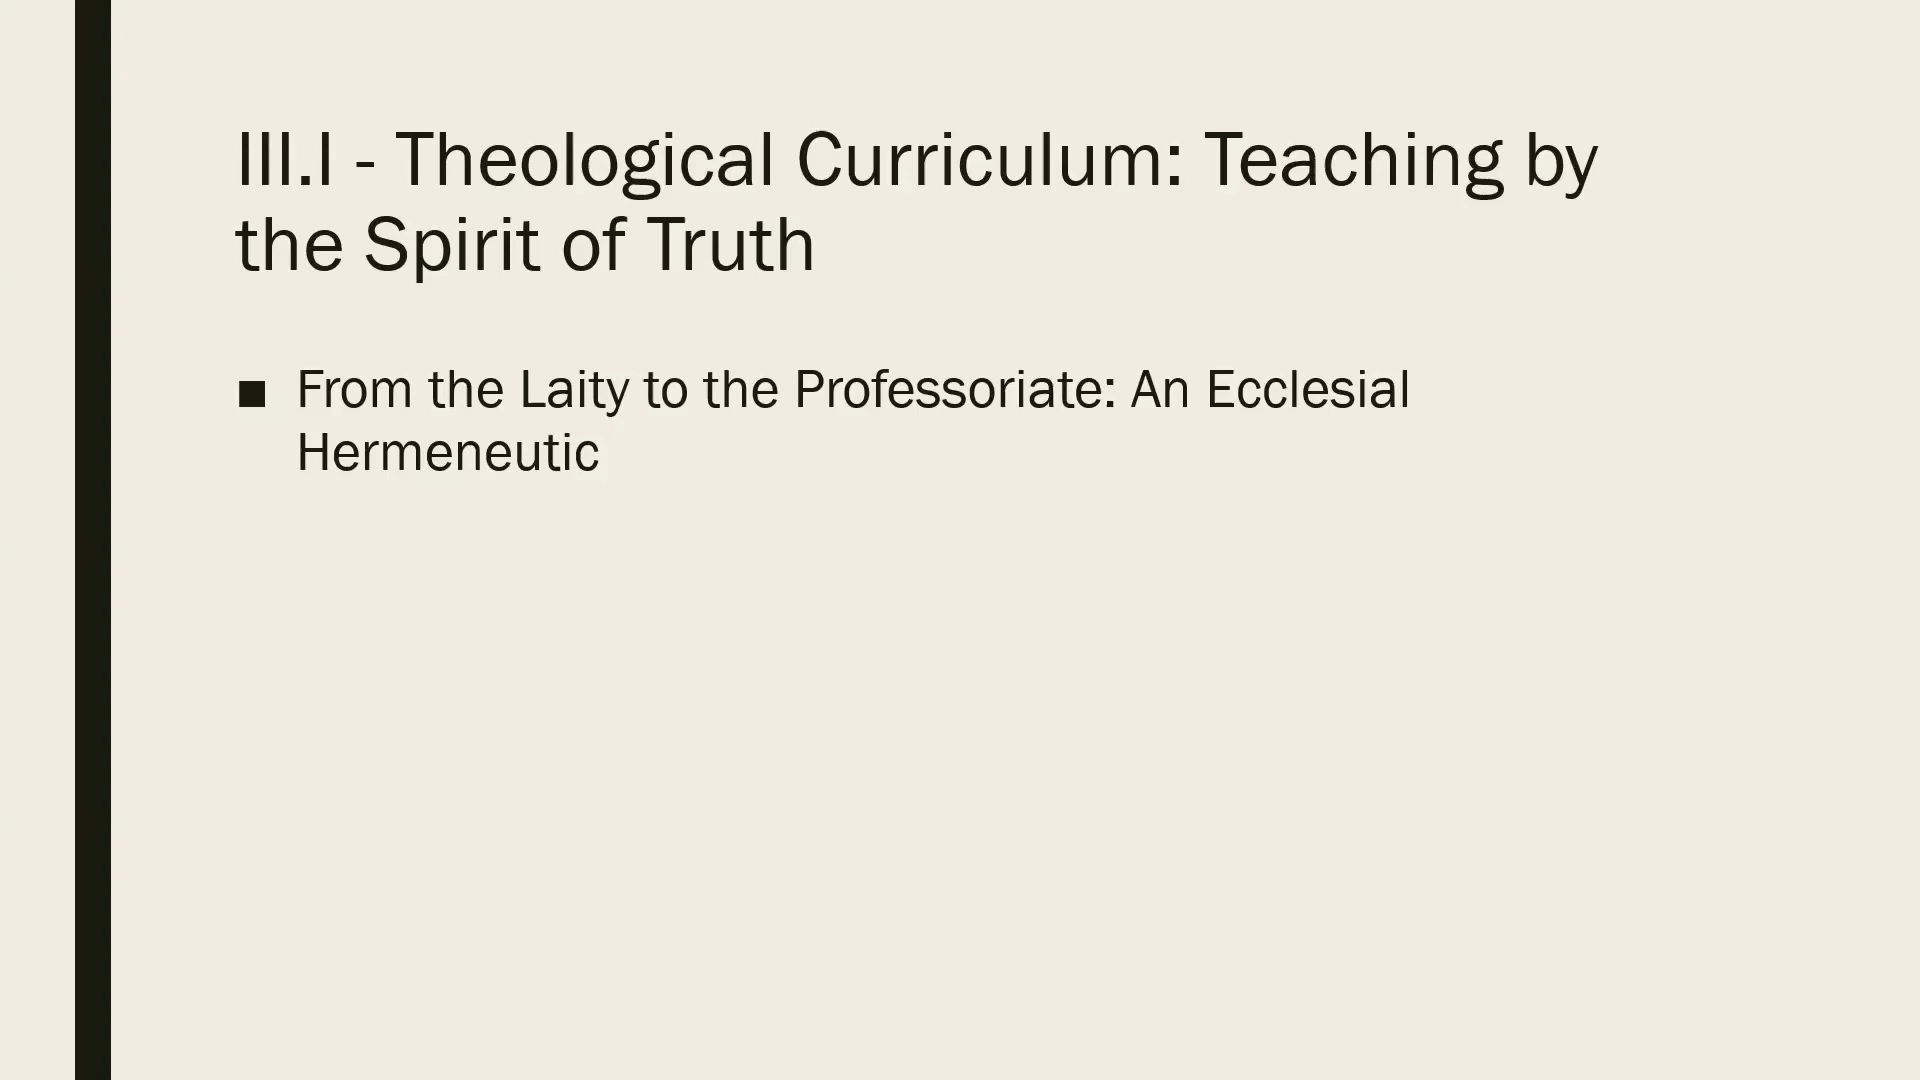 III.I - Theological Curriculum: Teaching by
the Spirit of Truth
■ From the Laity to the Professoriate: An Ecclesial
Hermeneutic